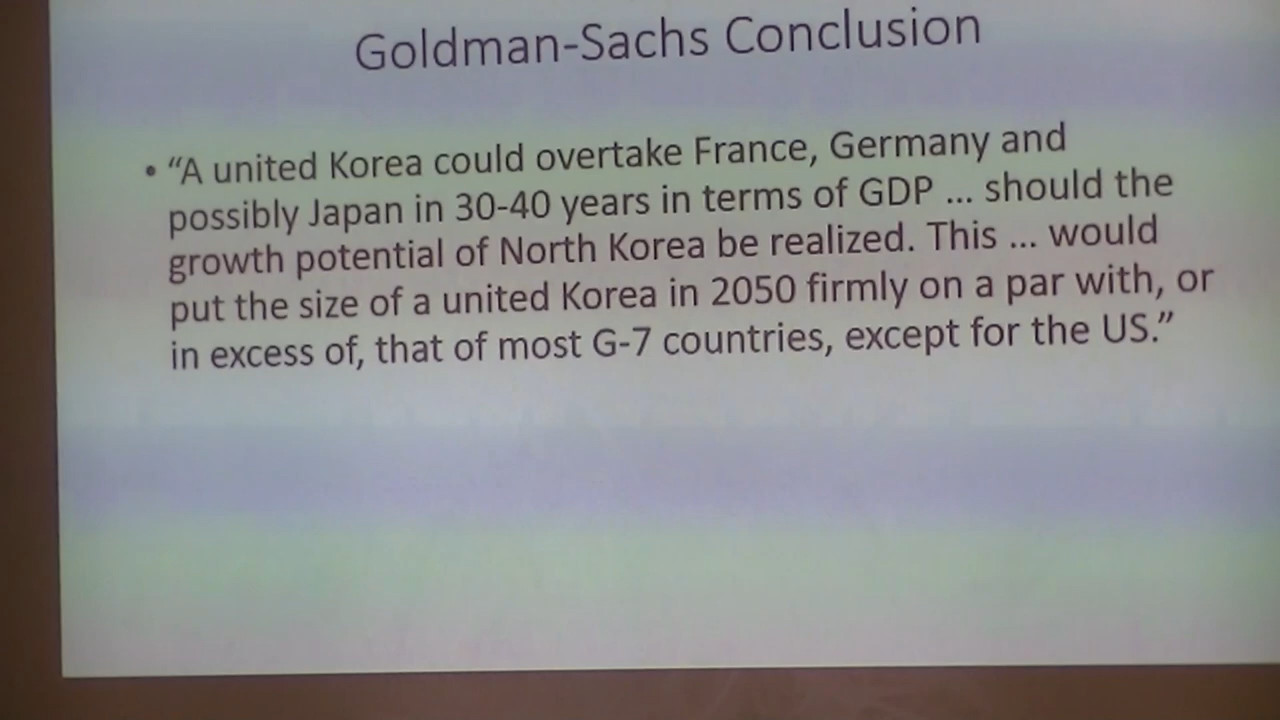 Goldman-Sachs Conclusion
• “A united Korea could overtake France, Germany and
possibly Japan in 30-40 years in terms of GDP ... should the
growth potential of North Korea be realized. This ... would
put the size of a united Korea in 2050 firmly on a par with, or
in excess of, that of most G-7 countries, except for the US.”